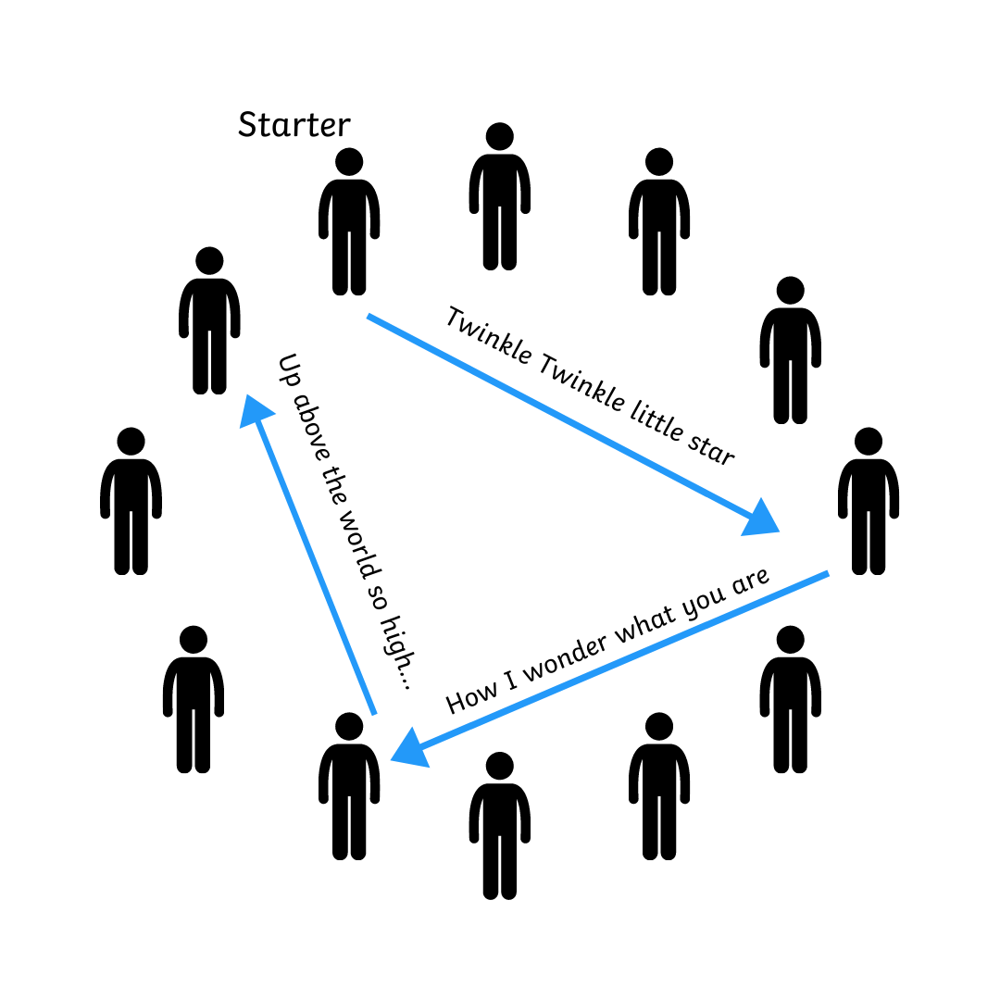 Starter
Twinkle Twinkle little star
How I wonder what you are
Up above the world so high...